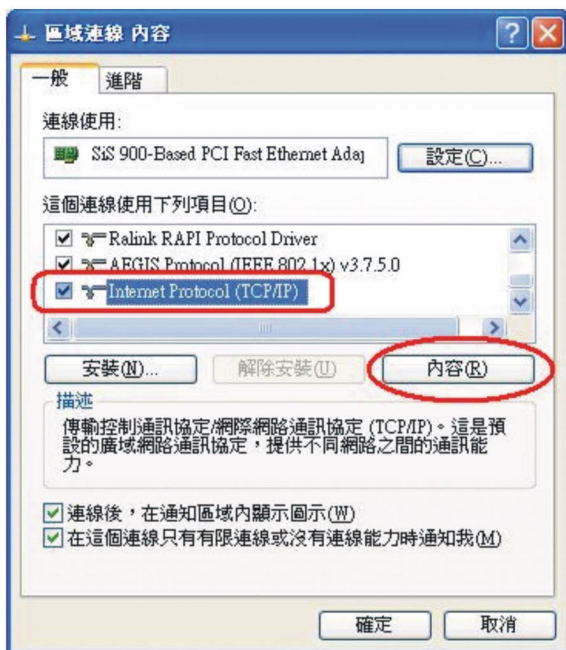 區域連線 內容
一般 進階
連線使用:
SiS 900-Based PCI Fast Ethernet Adaj
設定(C)...
這個連線使用下列項目(O):
Ralink RAPI Protocol Driver
AEGIS Protocol (IEEE 802.1x) v3.7.5.0
Internet Protocol (TCP/IP)
安裝(N)... 解除安裝(U) 內容(R)
描述
傳輸控制通訊協定/網際網路通訊協定 (TCP/IP)。這是預
設的廣域網路通訊協定，提供不同網路之間的通訊能
力。
連線後，在通知區域內顯示圖示(W)
在這個連線只有有限連線或沒有連線能力時通知我(M)
確定 取消